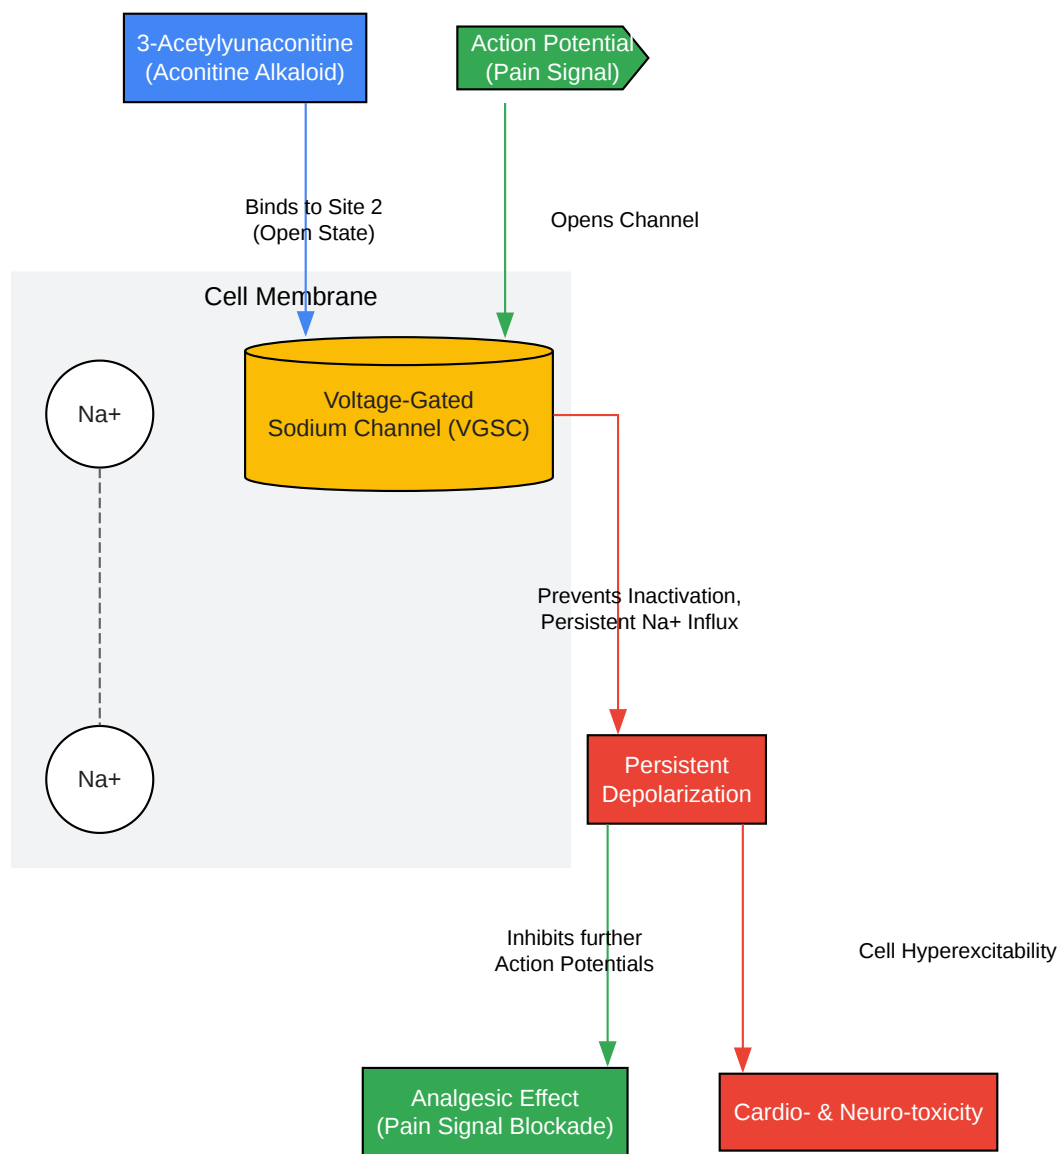 3-Acetylyunaconitine
(Aconitine Alkaloid)
Action Potential
(Pain Signal)
Binds to Site 2
(Open State)
Opens Channel
Cell Membrane
Na+
Voltage-Gated
Sodium Channel (VGSC)
Prevents Inactivation,
Persistent Na+ Influx
Na+
Persistent
Depolarization
Inhibits further
Action Potentials
Cell Hyperexcitability
Analgesic Effect
(Pain Signal Blockade)
Cardio- & Neuro-toxicity